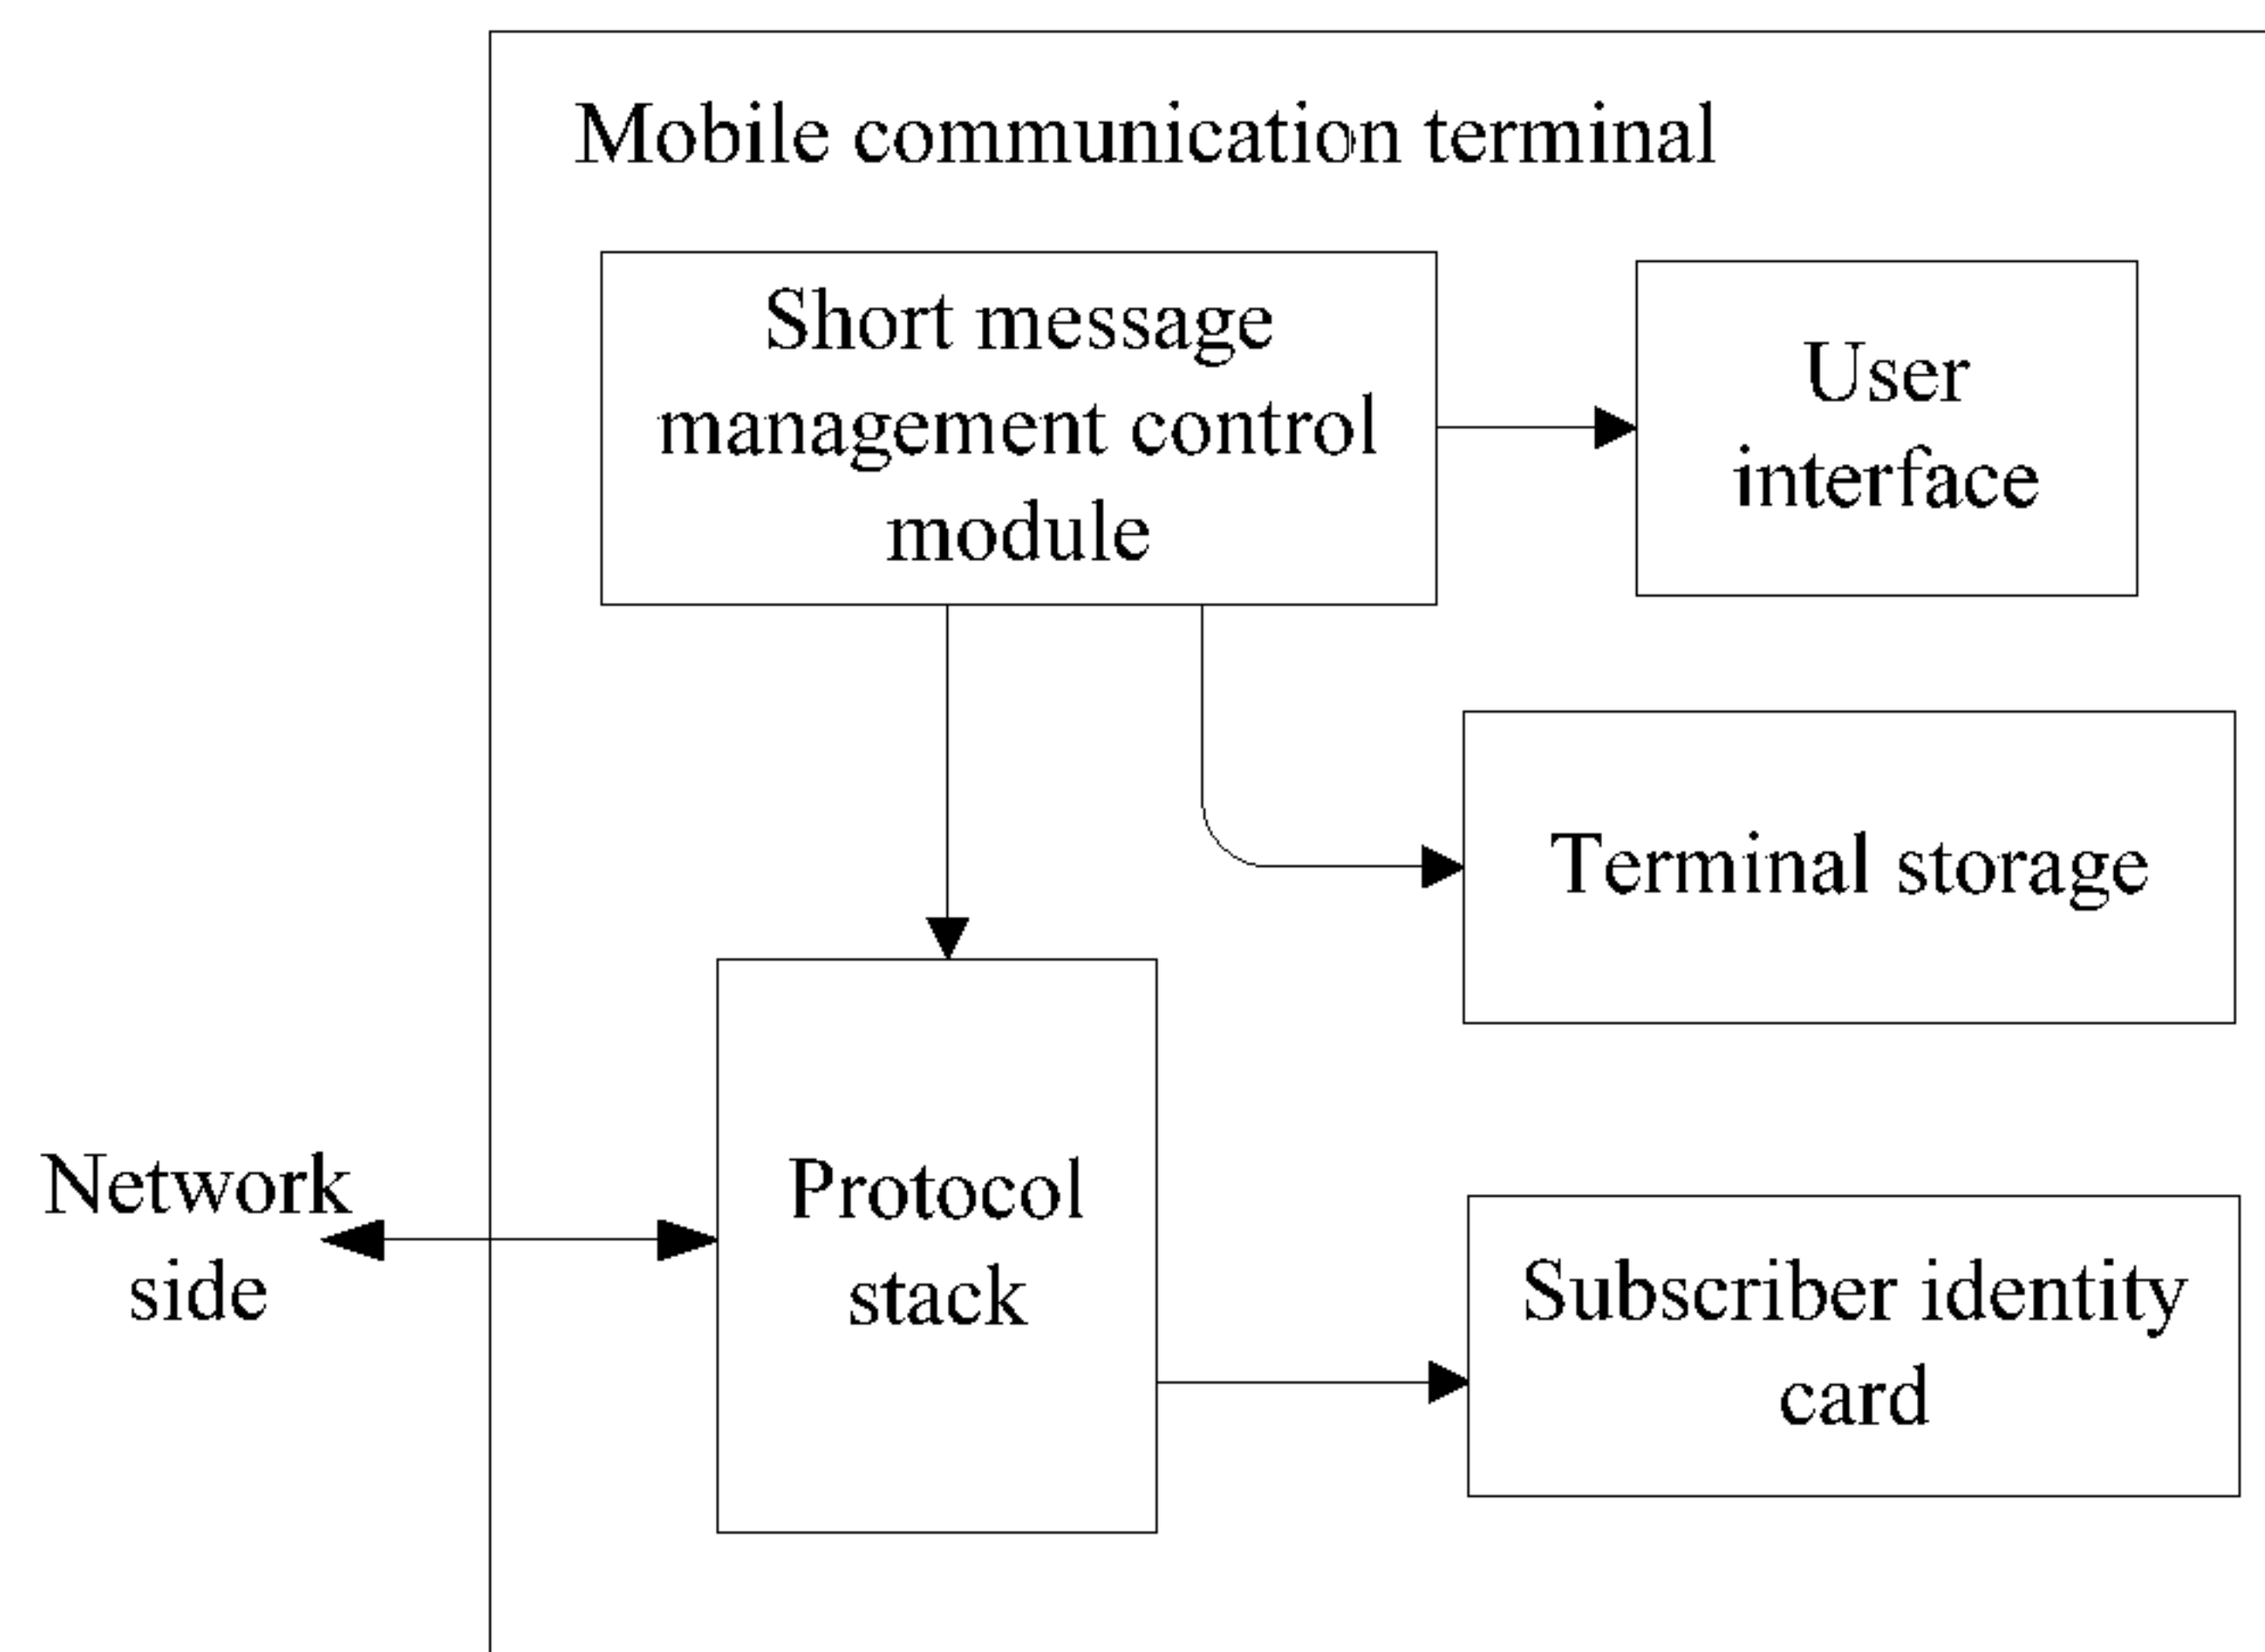 Mobile communication terminal
Short message
management control
module
User
interface
Terminal storage
Network
side
Protocol
stack
Subscriber identity
card